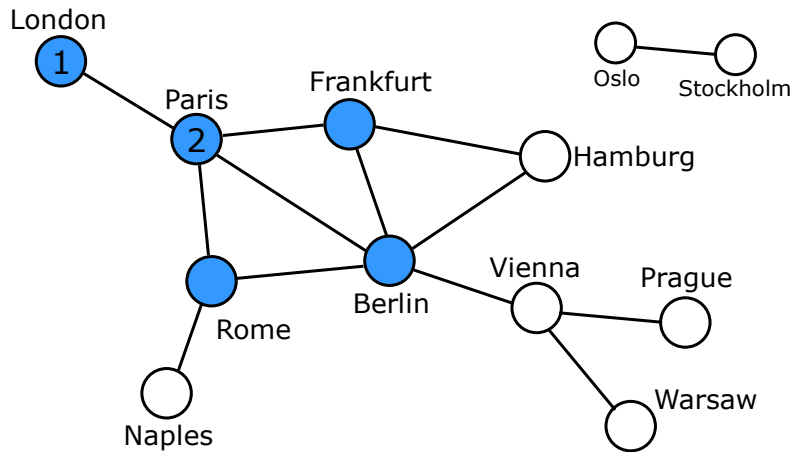 London
1
Paris
2
Frankfurt
Oslo
Stockholm
Hamburg
Rome
Berlin
Vienna
Prague
Naples
Warsaw